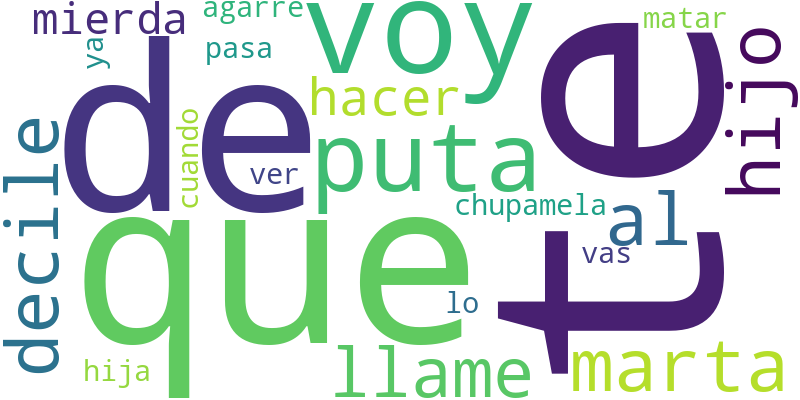 mierda
agarre
voy
matar
ya
pasa
de
te
hijo
hacer
cuando
puta
decile
ver
chupamela
al
que
vas
lo
llame
marta
hija